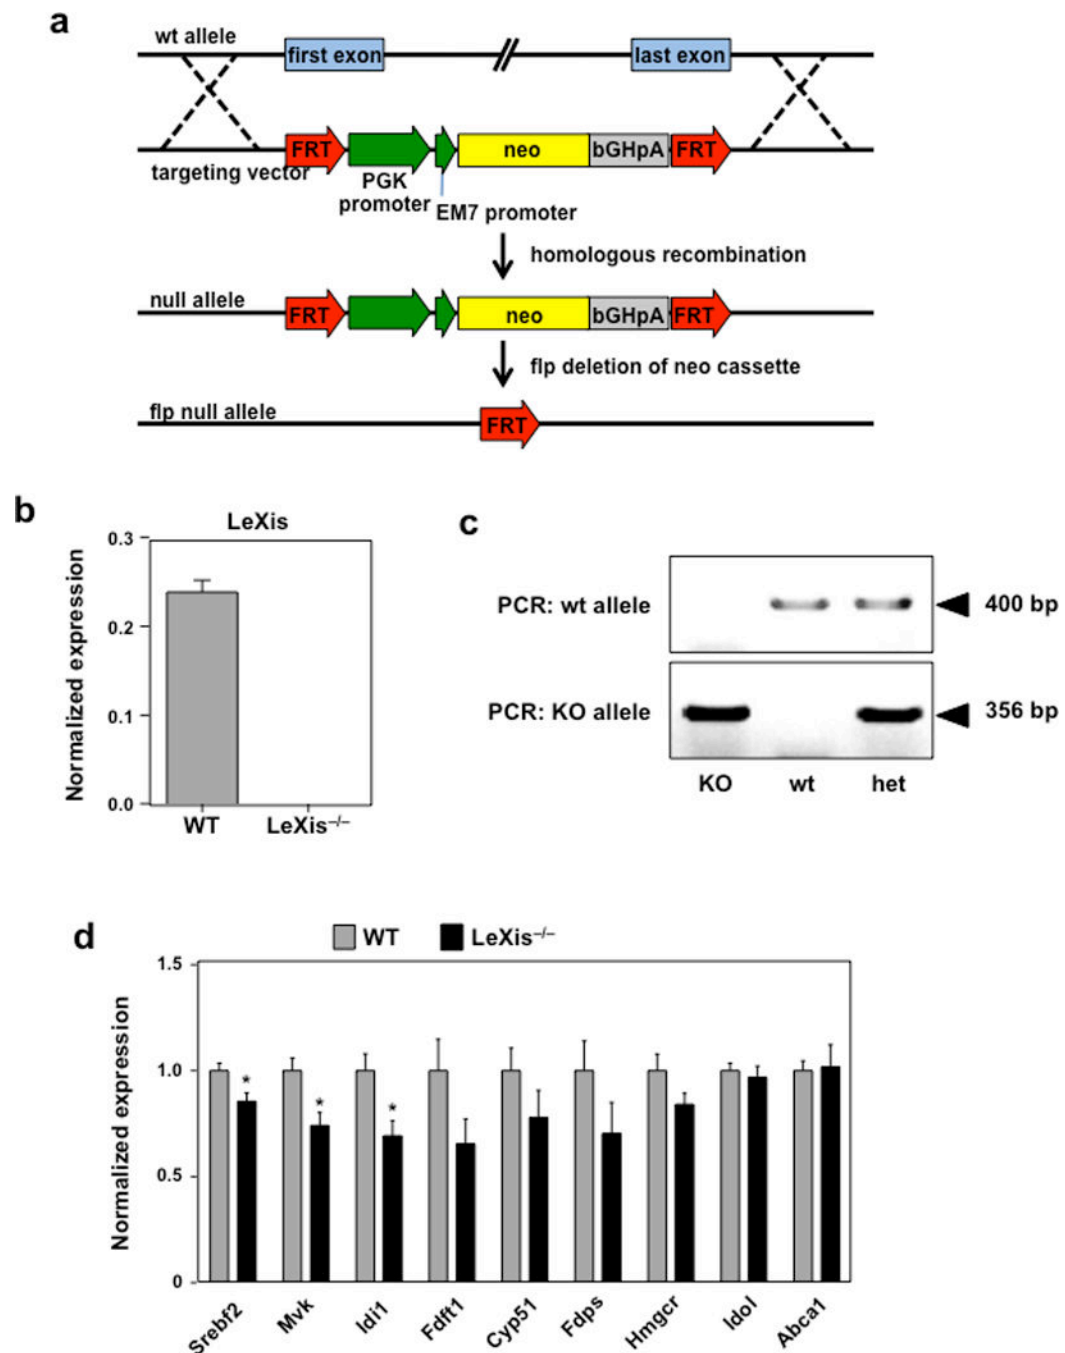 a
wt allele
first exon
last exon
FRT
neo
bGHpA
FRT
targeting vector
PGK
promoter
EM7 promoter
homologous recombination
null allele
FRT
neo
bGHpA
FRT
flp deletion of neo cassette
flp null allele
FRT
b
LeXis
Normalized expression
0.3
0.2
0.1
0.0
WT
LeXis–/–
c
PCR: wt allele
400 bp
PCR: KO allele
356 bp
KO
wt
het
d
WT
LeXis–/–
Normalized expression
1.5
1.0
0.5
0
*
*
*
Srebf2
Mvk
Idi1
Fdft1
Cyp51
Fdps
Hmgcr
Idol
Abca1